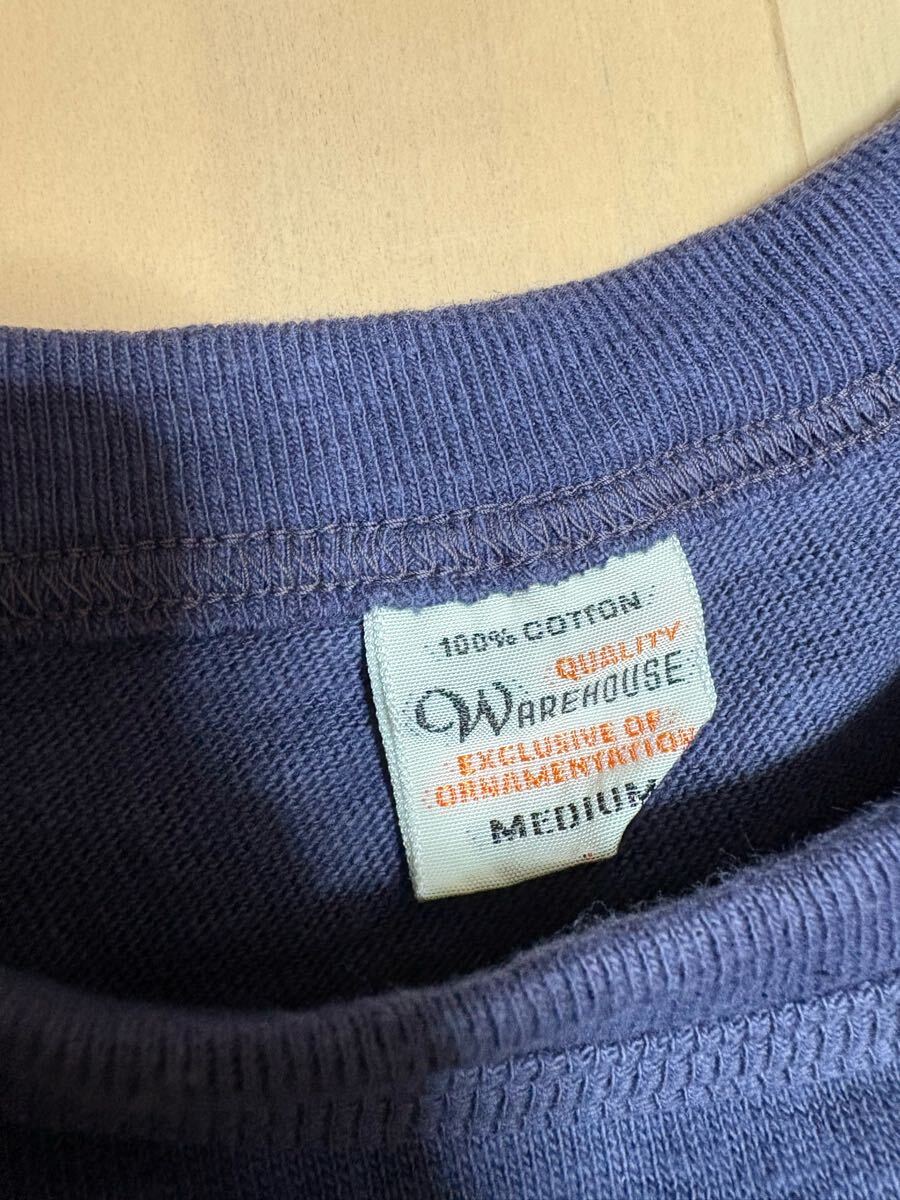 100% COTTON
QUALITY
WAREHOUSE
EXCLUSIVE OF
ORNAMENTATION
MEDIUM